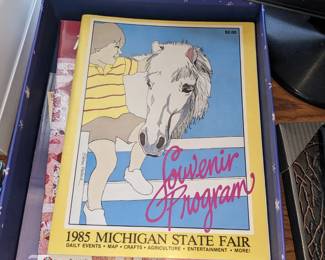 $2.00
Souvenir
Program
1985 MICHIGAN STATE FAIR
DAILY EVENTS • MAP • CRAFTS • AGRICULTURE • ENTERTAINMENT • MORE!